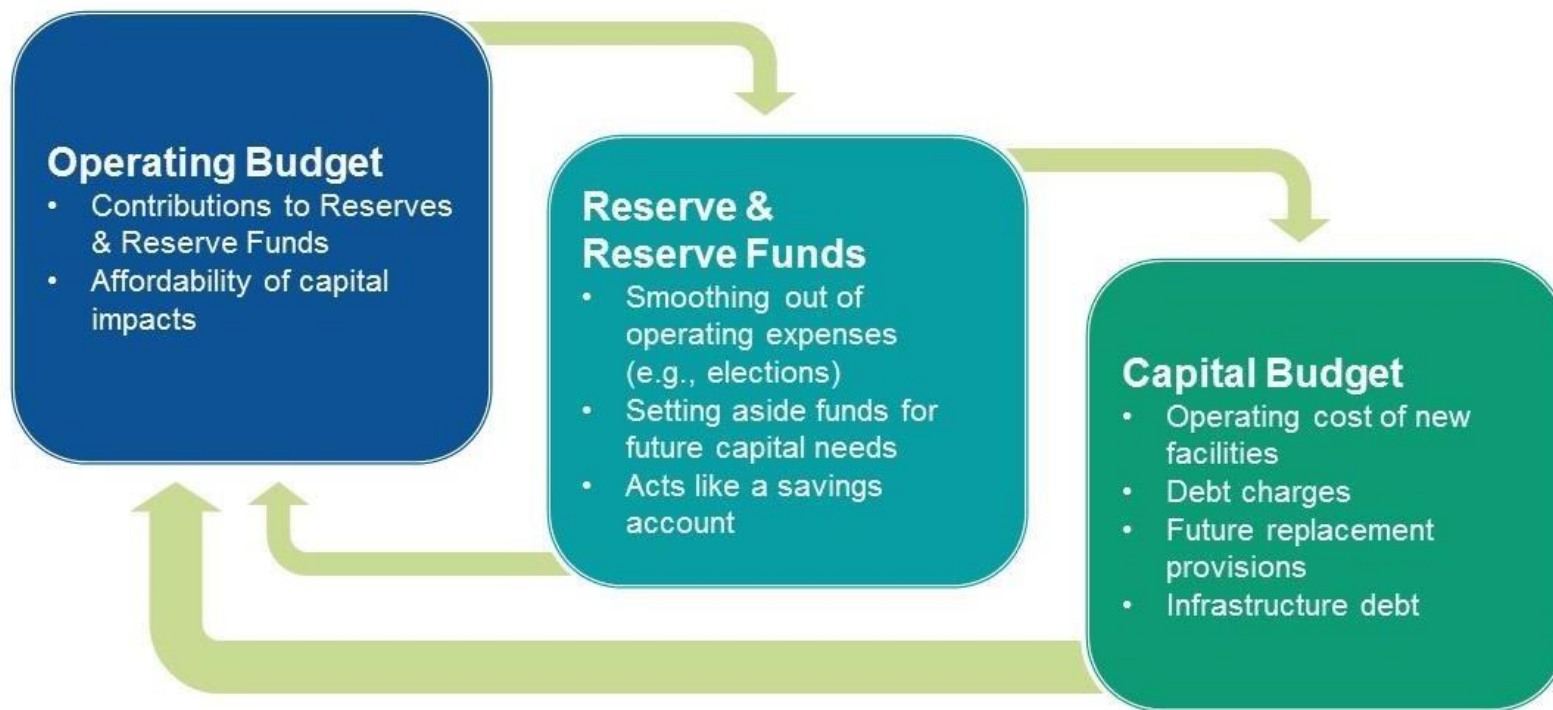 Operating Budget
• Contributions to Reserves
& Reserve Funds
• Affordability of capital
impacts
Reserve &
Reserve Funds
• Smoothing out of
operating expenses
(e.g., elections)
• Setting aside funds for
future capital needs
• Acts like a savings
account
Capital Budget
• Operating cost of new
facilities
• Debt charges
• Future replacement
provisions
• Infrastructure debt